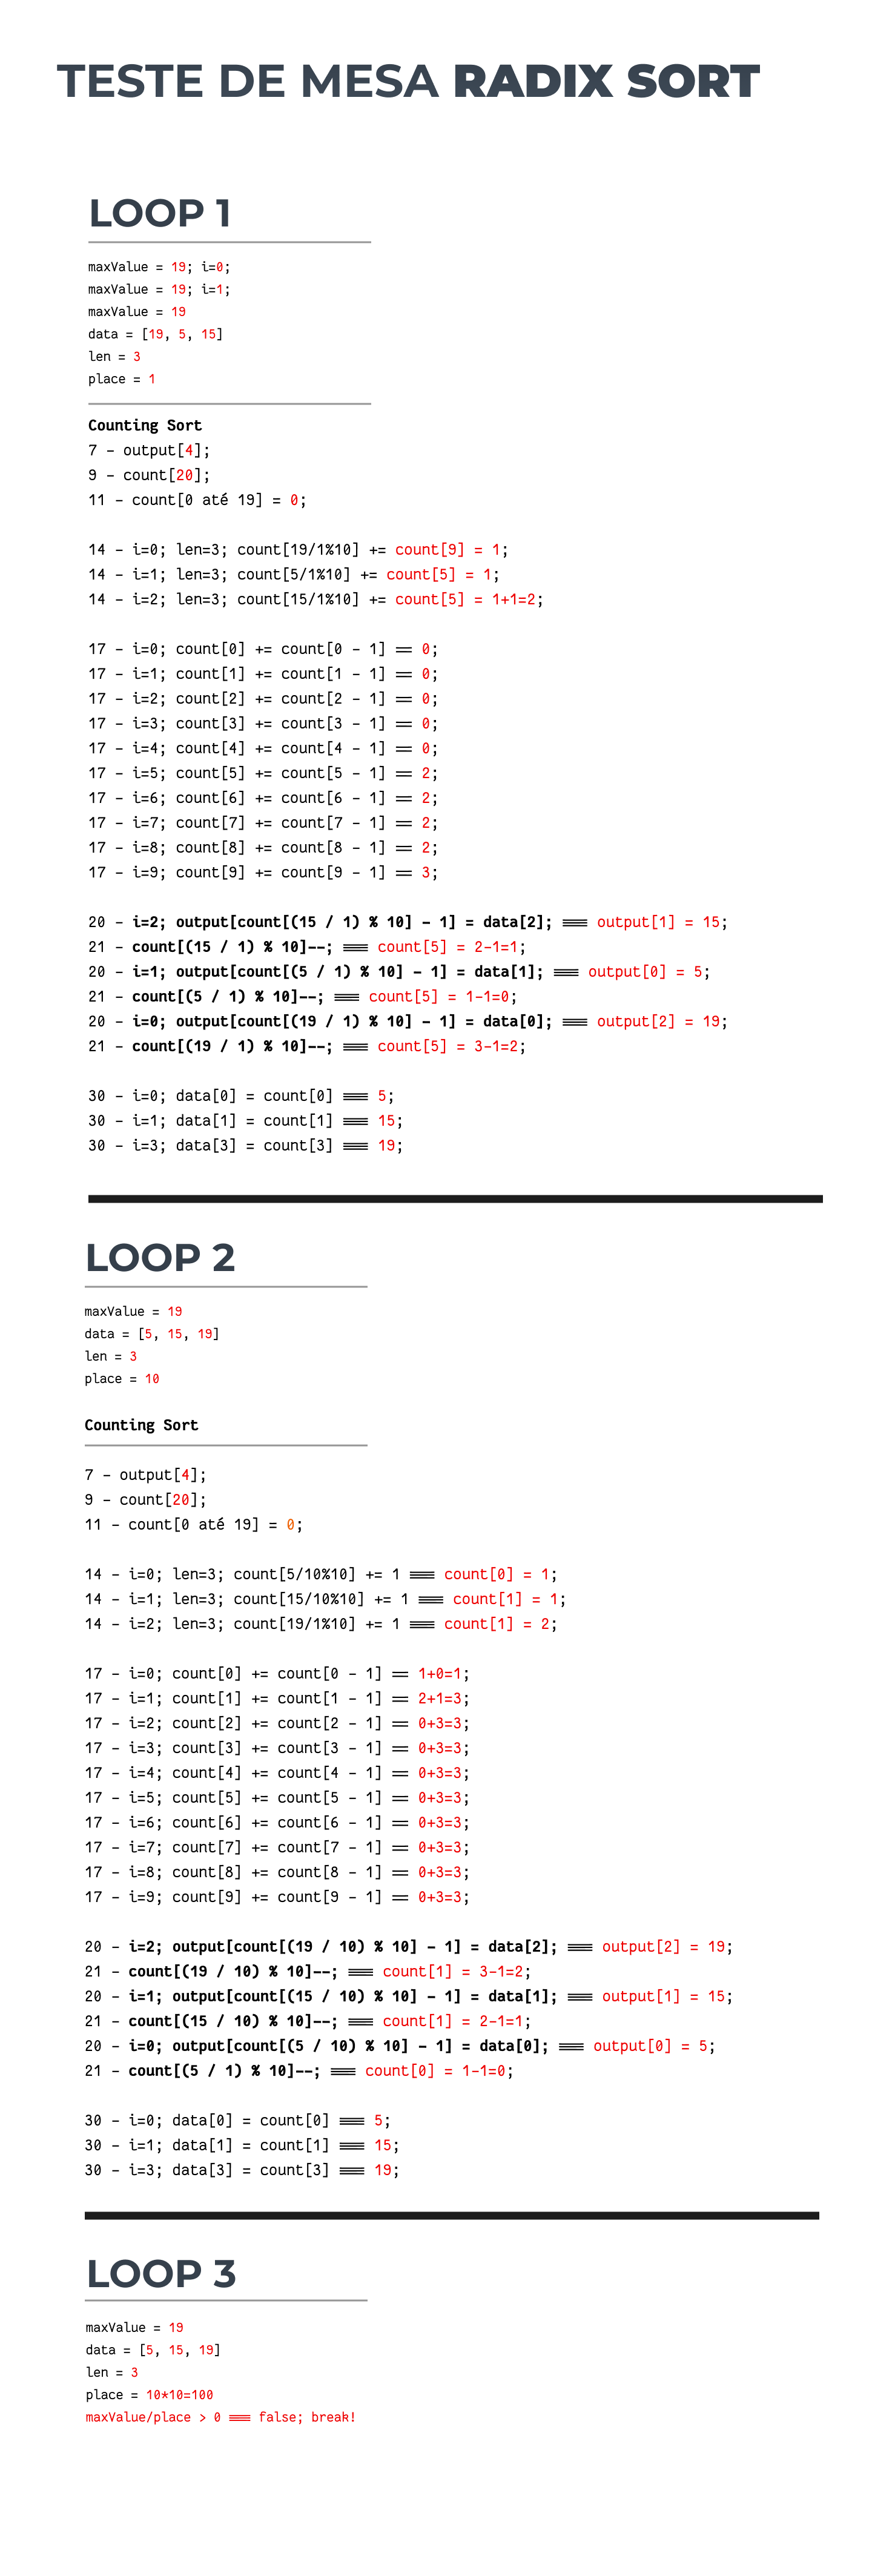 TESTE DE MESA RADIX SORT
LOOP 1
maxValue = 19; i=0;
maxValue = 19; i=1;
maxValue = 19
data = [19, 5, 15]
len = 3
place = 1
Counting Sort
7 - output[4];
9 - count[20];
11 - count[0 até 19] = 0;
14 - i=0; len=3; count[19/1%10] += count[9] = 1;
14 - i=1; len=3; count[5/1%10] += count[5] = 1;
14 - i=2; len=3; count[15/1%10] += count[5] = 1+1=2;
17 - i=0; count[0] += count[0 - 1] == 0;
17 - i=1; count[1] += count[1 - 1] == 0;
17 - i=2; count[2] += count[2 - 1] == 0;
17 - i=3; count[3] += count[3 - 1] == 0;
17 - i=4; count[4] += count[4 - 1] == 0;
17 - i=5; count[5] += count[5 - 1] == 2;
17 - i=6; count[6] += count[6 - 1] == 2;
17 - i=7; count[7] += count[7 - 1] == 2;
17 - i=8; count[8] += count[8 - 1] == 2;
17 - i=9; count[9] += count[9 - 1] == 3;
20 - i=2; output[count[(15 / 1) % 10] - 1] = data[2]; === output[1] = 15;
21 - count[(15 / 1) % 10]--; === count[5] = 2-1=1;
20 - i=1; output[count[(5 / 1) % 10] - 1] = data[1]; === output[0] = 5;
21 - count[(5 / 1) % 10]--; === count[5] = 1-1=0;
20 - i=0; output[count[(19 / 1) % 10] - 1] = data[0]; === output[2] = 19;
21 - count[(19 / 1) % 10]--; === count[5] = 3-1=2;
30 - i=0; data[0] = count[0] === 5;
30 - i=1; data[1] = count[1] === 15;
30 - i=3; data[3] = count[3] === 19;
LOOP 2
maxValue = 19
data = [5, 15, 19]
len = 3
place = 10
Counting Sort
7 - output[4];
9 - count[20];
11 - count[0 até 19] = 0;
14 - i=0; len=3; count[5/10%10] += 1 === count[0] = 1;
14 - i=1; len=3; count[15/10%10] += 1 === count[1] = 1;
14 - i=2; len=3; count[19/1%10] += 1 === count[1] = 2;
17 - i=0; count[0] += count[0 - 1] == 1+0=1;
17 - i=1; count[1] += count[1 - 1] == 2+1=3;
17 - i=2; count[2] += count[2 - 1] == 0+3=3;
17 - i=3; count[3] += count[3 - 1] == 0+3=3;
17 - i=4; count[4] += count[4 - 1] == 0+3=3;
17 - i=5; count[5] += count[5 - 1] == 0+3=3;
17 - i=6; count[6] += count[6 - 1] == 0+3=3;
17 - i=7; count[7] += count[7 - 1] == 0+3=3;
17 - i=8; count[8] += count[8 - 1] == 0+3=3;
17 - i=9; count[9] += count[9 - 1] == 0+3=3;
20 - i=2; output[count[(19 / 10) % 10] - 1] = data[2]; === output[2] = 19;
21 - count[(19 / 10) % 10]--; === count[1] = 3-1=2;
20 - i=1; output[count[(15 / 10) % 10] - 1] = data[1]; === output[1] = 15;
21 - count[(15 / 10) % 10]--; === count[1] = 2-1=1;
20 - i=0; output[count[(5 / 10) % 10] - 1] = data[0]; === output[0] = 5;
21 - count[(5 / 1) % 10]--; === count[0] = 1-1=0;
30 - i=0; data[0] = count[0] === 5;
30 - i=1; data[1] = count[1] === 15;
30 - i=3; data[3] = count[3] === 19;
LOOP 3
maxValue = 19
data = [5, 15, 19]
len = 3
place = 10*10=100
maxValue/place > 0 === false; break!